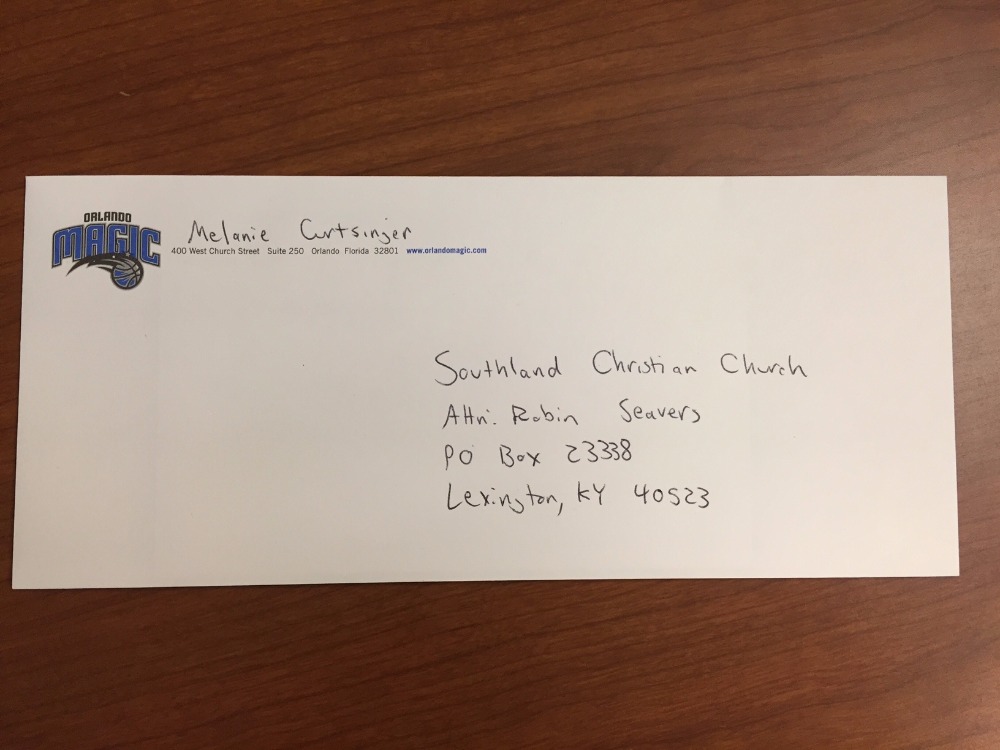 ORLANDO
MAGIC
Melanie Curtsinger
400 West Church Street Suite 250 Orlando Florida 32801 www.orlandomagic.com
Southland Christian Church
Attn: Robin Seavers
PO Box 23338
Lexington, KY 40523